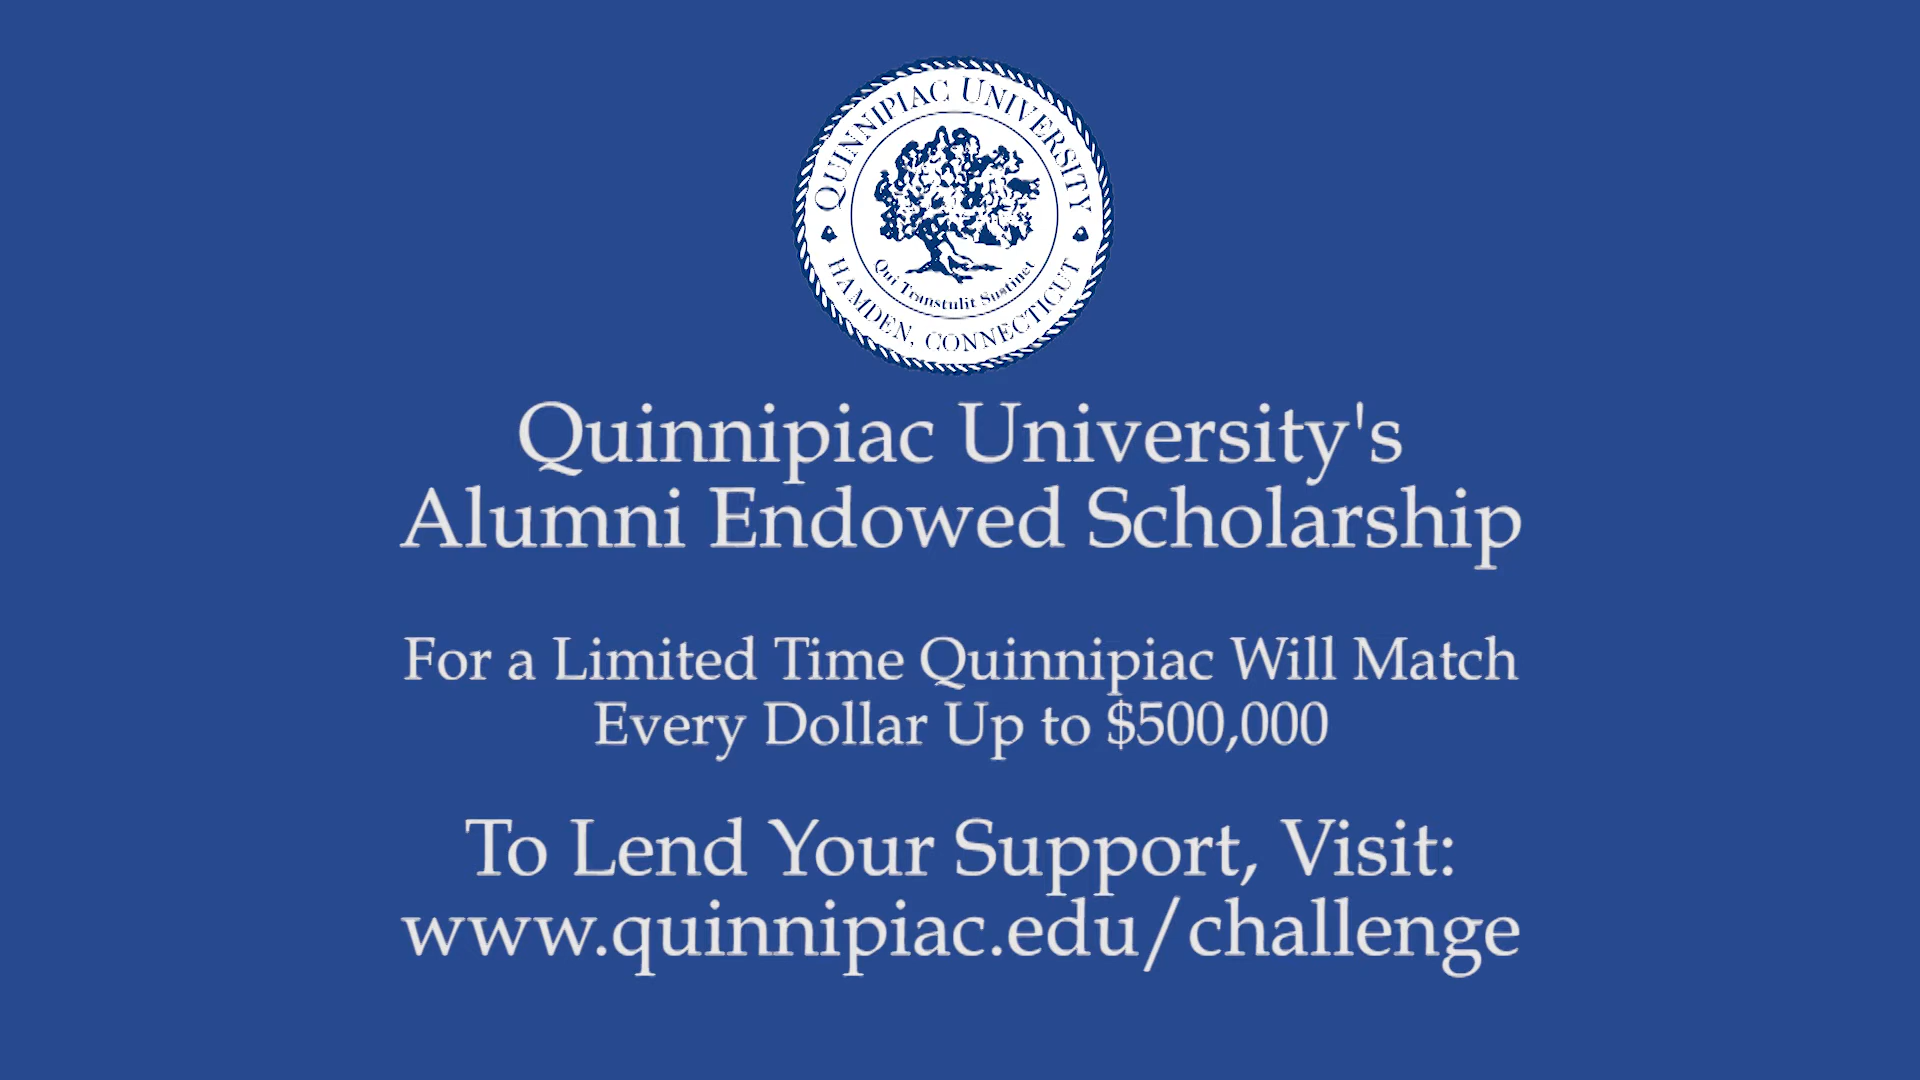 QUINNIPIAC UNIVERSITY
Qui Transtulit Sustinet
HAMDEN, CONNECTICUT
Quinnipiac University's
Alumni Endowed Scholarship
For a Limited Time Quinnipiac Will Match
Every Dollar Up to $500,000
To Lend Your Support, Visit:
www.quinnipiac.edu/challenge